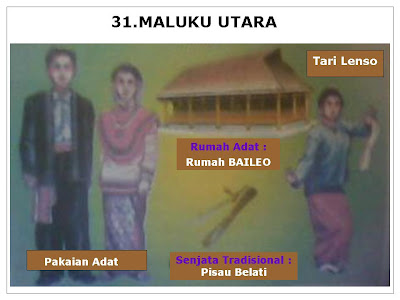 31.MALUKU UTARA
Tari Lenso
Rumah Adat :
Rumah BAILEO
Pakaian Adat
Senjata Tradisional :
Pisau Belati